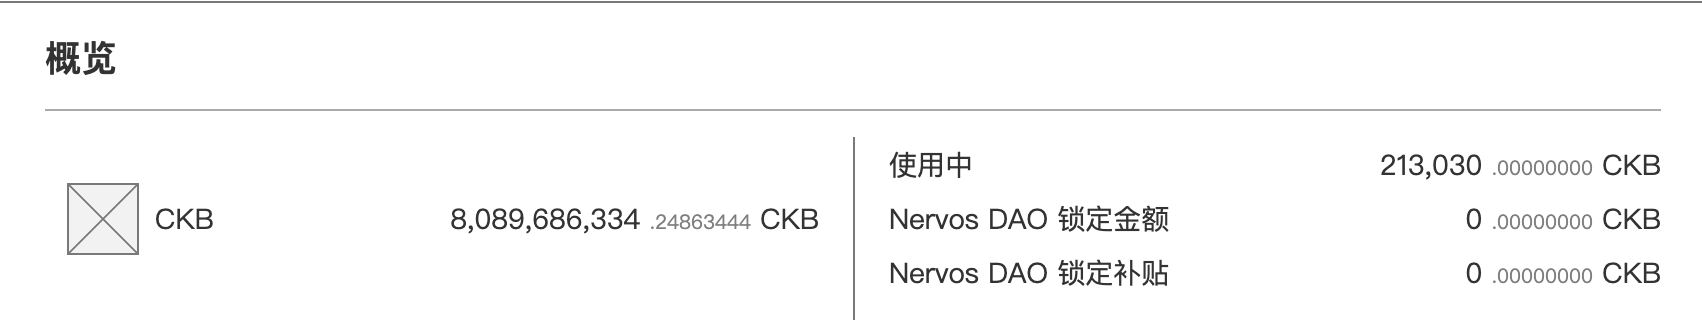 概览
CKB 8,089,686,334 .24863444 CKB
使用中 213,030 .00000000 CKB
Nervos DAO 锁定金额 0 .00000000 CKB
Nervos DAO 锁定补贴 0 .00000000 CKB